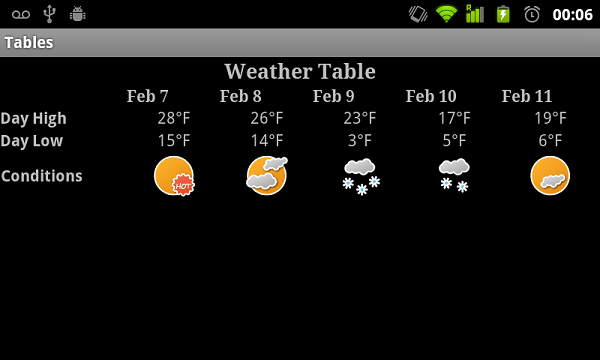 R 00:06
Tables
Weather Table
Feb 7 Feb 8 Feb 9 Feb 10 Feb 11
Day High 28°F 26°F 23°F 17°F 19°F
Day Low 15°F 14°F 3°F 5°F 6°F
Conditions HOT